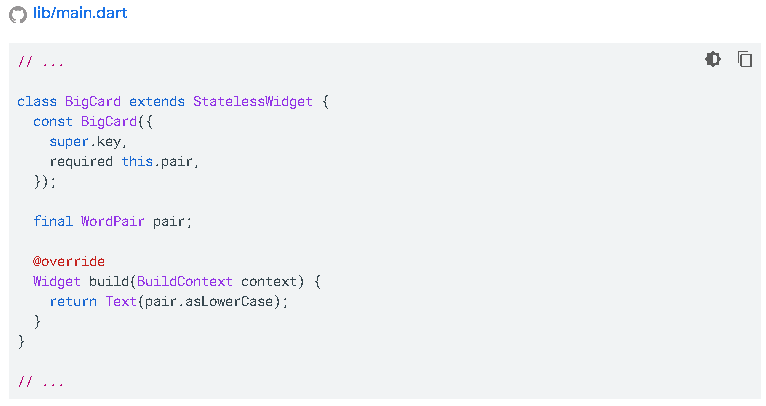 lib/main.dart
// ...
class BigCard extends StatelessWidget {
  const BigCard({
    super.key,
    required this.pair,
  });
  final WordPair pair;
  @override
  Widget build(BuildContext context) {
    return Text(pair.asLowerCase);
  }
}
// ...